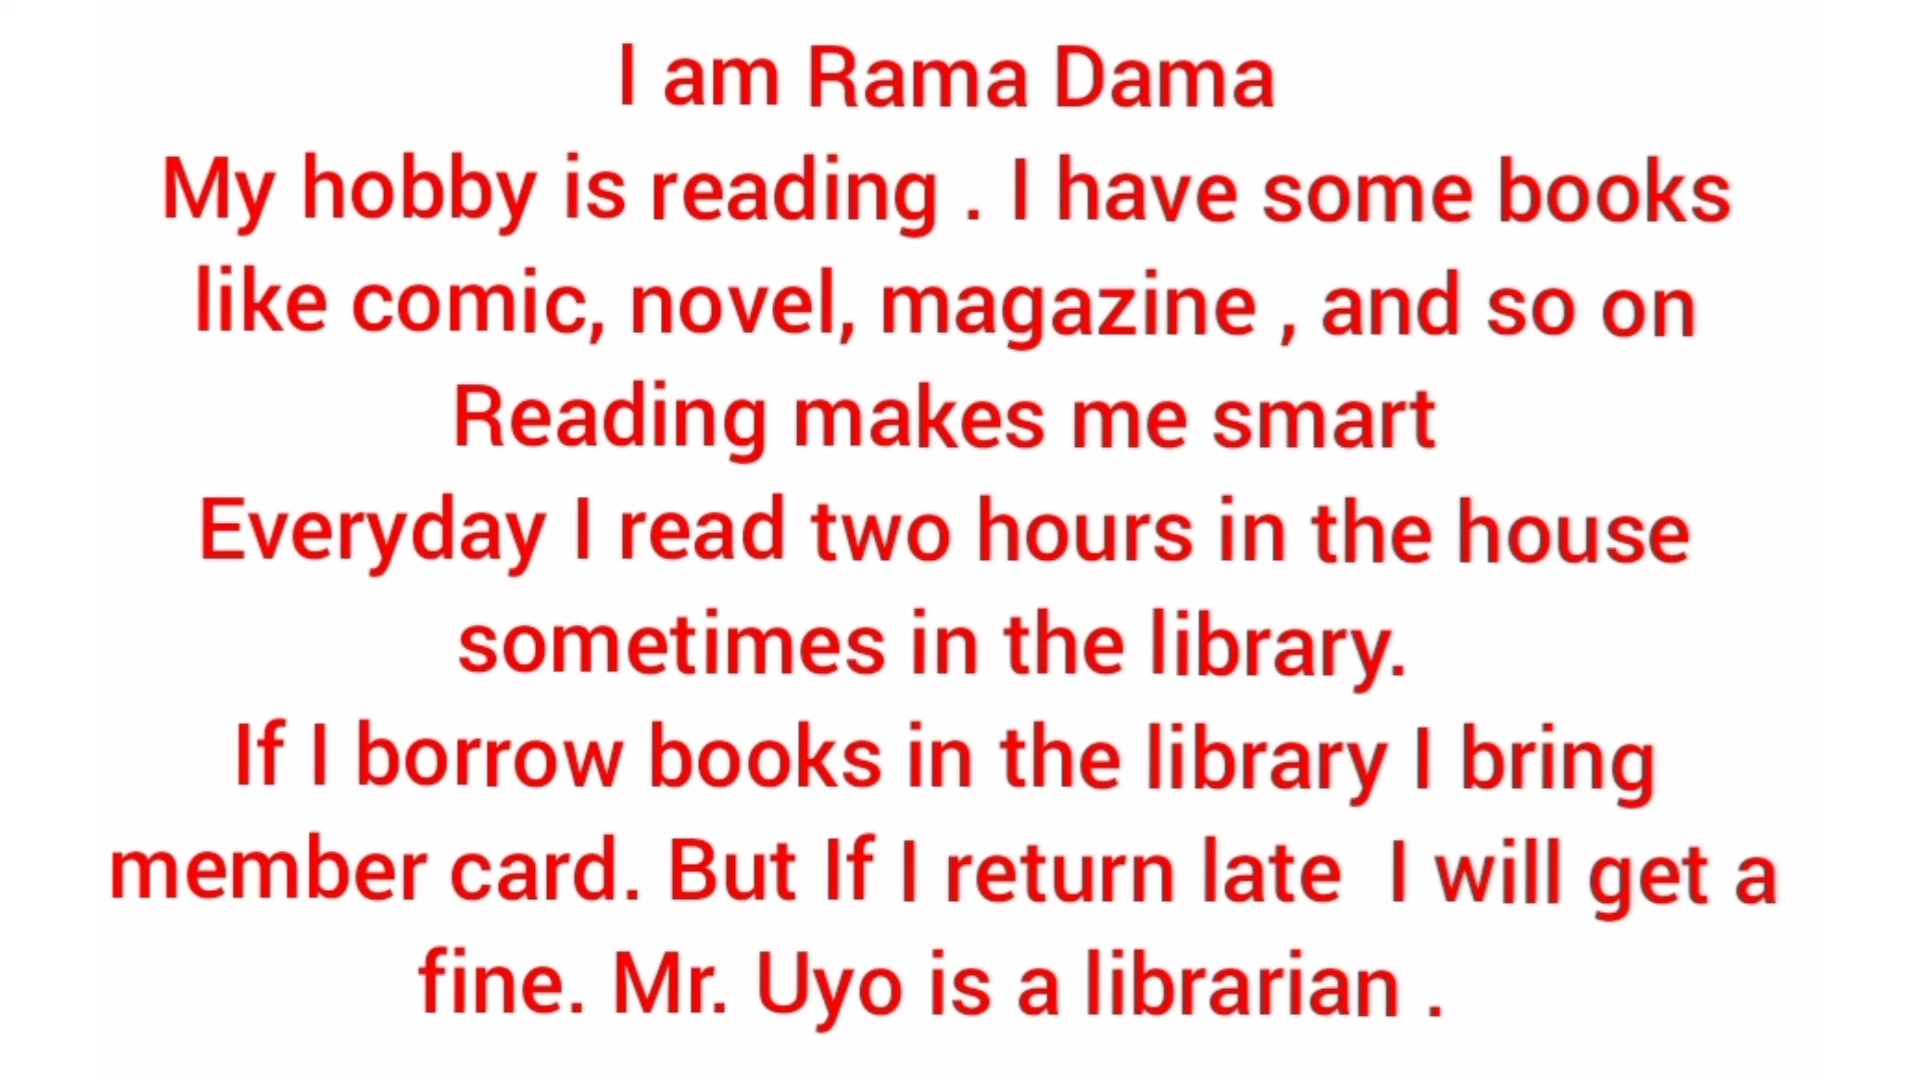 I am Rama Dama
My hobby is reading . I have some books
like comic, novel, magazine , and so on
Reading makes me smart
Everyday I read two hours in the house
sometimes in the library.
If I borrow books in the library I bring
member card. But If I return late  I will get a
fine. Mr. Uyo is a librarian .